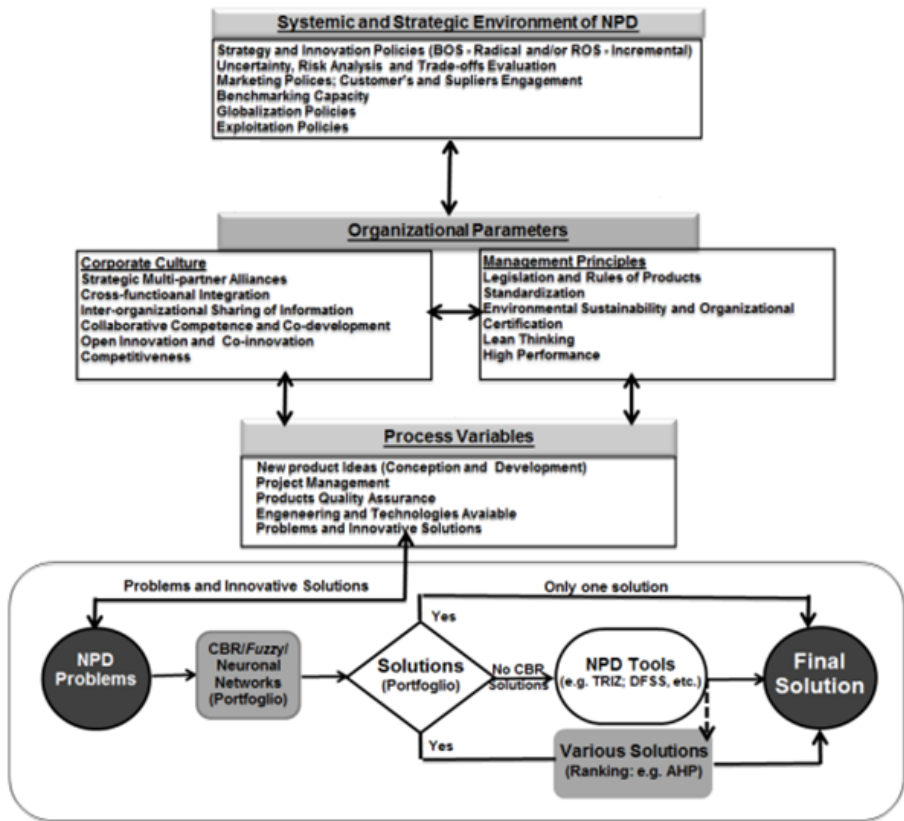 Systemic and Strategic Environment of NPD
Strategy and Innovation Policies (BOS - Radical and/or ROS - Incremental)
Uncertainty, Risk Analysis and Trade-offs Evaluation
Marketing Polices; Customer's and Supliers Engagement
Benchmarking Capacity
Globalization Policies
Exploitation Policies
Organizational Parameters
Corporate Culture
Strategic Multi-partner Alliances
Cross-functioanal Integration
Inter-organizational Sharing of Information
Collaborative Competence and Co-development
Open Innovation and Co-innovation
Competitiveness
Management Principles
Legislation and Rules of Products
Standardization
Environmental Sustainability and Organizational
Certification
Lean Thinking
High Performance
Process Variables
New product Ideas (Conception and Development)
Project Management
Products Quality Assurance
Engeneering and Technologies Avaiable
Problems and Innovative Solutions
Problems and Innovative Solutions
Only one solution
Yes
NPD
Problems
CBR/Fuzzy/
Neuronal
Networks
(Portfoglio)
Solutions
(Portfoglio)
No CBR
Solutions
NPD Tools
(e.g. TRIZ; DFSS, etc.)
Final
Solution
Yes
Various Solutions
(Ranking: e.g. AHP)